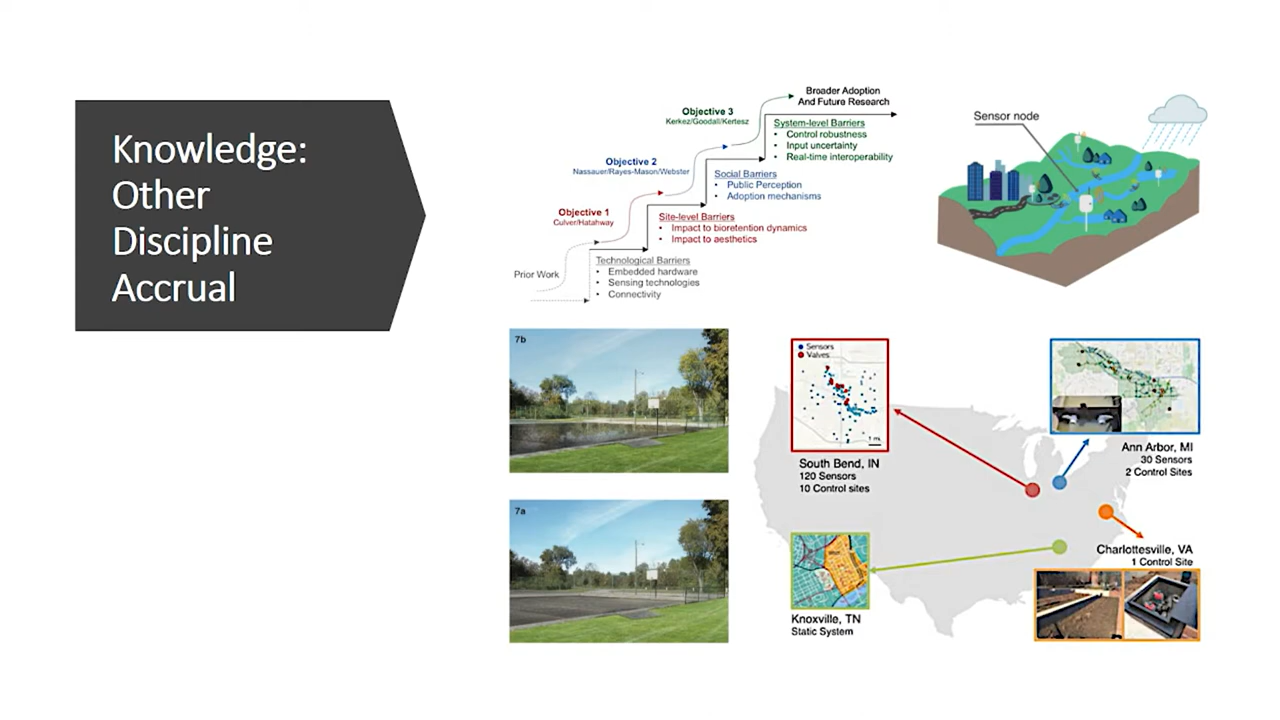 Knowledge:
Other
Discipline
Accrual
Broader Adoption
And Future Research
Objective 3
Kerkez/Goodall/Kertesz
System-level Barriers
• Control robustness
• Input uncertainty
• Real-time interoperability
Objective 2
Nassauer/Rayes-Mason/Webster
Social Barriers
• Public Perception
• Adoption mechanisms
Objective 1
Culver/Hatahway
Site-level Barriers
• Impact to bioretention dynamics
• Impact to aesthetics
Prior Work
Technological Barriers
• Embedded hardware
• Sensing technologies
• Connectivity
Sensor node
7b
7a
Sensors
Valves
1 mi.
South Bend, IN
120 Sensors
10 Control sites
Ann Arbor, MI
30 Sensors
2 Control Sites
Charlottesville, VA
1 Control Site
Knoxville, TN
Static System